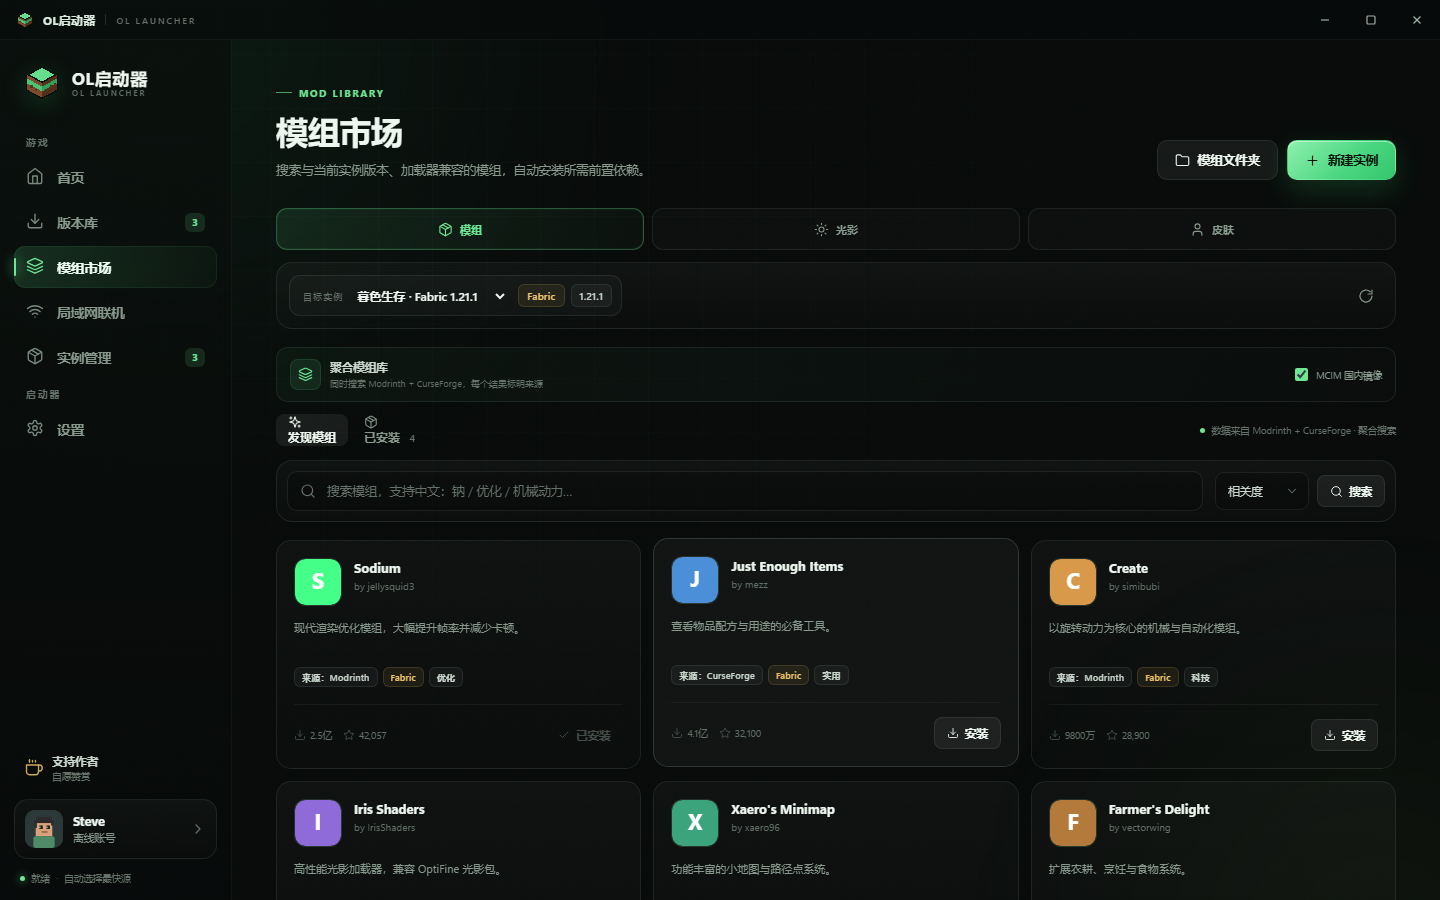 OL启动器 OL LAUNCHER
OL启动器
OL LAUNCHER
游戏
首页
版本库 3
模组市场
局域网联机
实例管理 3
启动器
设置
支持作者
自愿赞赏
Steve
离线账号
就绪 · 自动选择最快源
MOD LIBRARY
模组市场
搜索与当前实例版本、加载器兼容的模组，自动安装所需前置依赖。
模组文件夹
新建实例
模组
光影
皮肤
目标实例 暮色生存 · Fabric 1.21.1 Fabric 1.21.1
聚合模组库
同时搜索 Modrinth + CurseForge，每个结果标明来源
MCIM 国内镜像
发现模组
已安装 4
数据来自 Modrinth + CurseForge · 聚合搜索
搜索模组，支持中文：钠 / 优化 / 机械动力...
相关度
搜索
S
Sodium
by jellysquid3
现代渲染优化模组，大幅提升帧率并减少卡顿。
来源：Modrinth Fabric 优化
2.5亿 42,057 已安装
J
Just Enough Items
by mezz
查看物品配方与用途的必备工具。
来源：CurseForge Fabric 实用
4.1亿 32,100 安装
C
Create
by simibubi
以旋转动力为核心的机械与自动化模组。
来源：Modrinth Fabric 科技
9800万 28,900 安装
I
Iris Shaders
by IrisShaders
高性能光影加载器，兼容 OptiFine 光影包。
X
Xaero's Minimap
by xaero96
功能丰富的小地图与路径点系统。
F
Farmer's Delight
by vectorwing
扩展农耕、烹饪与食物系统。